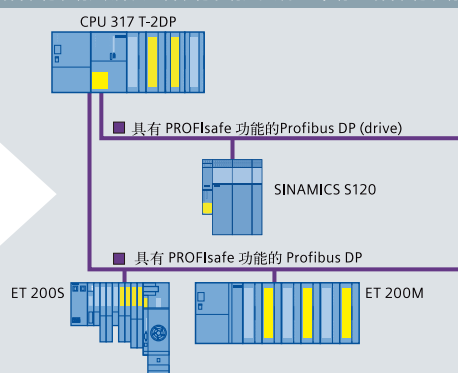 CPU 317 T-2DP
具有 PROFIsafe 功能的Profibus DP (drive)
SINAMICS S120
具有 PROFIsafe 功能的 Profibus DP
ET 200S
ET 200M